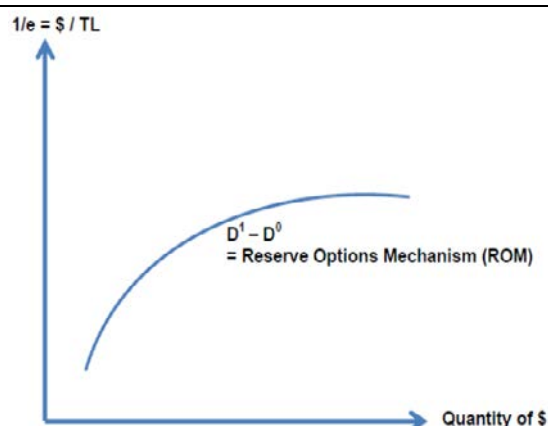 1/e = $ / TL
D¹ – D⁰
= Reserve Options Mechanism (ROM)
Quantity of $